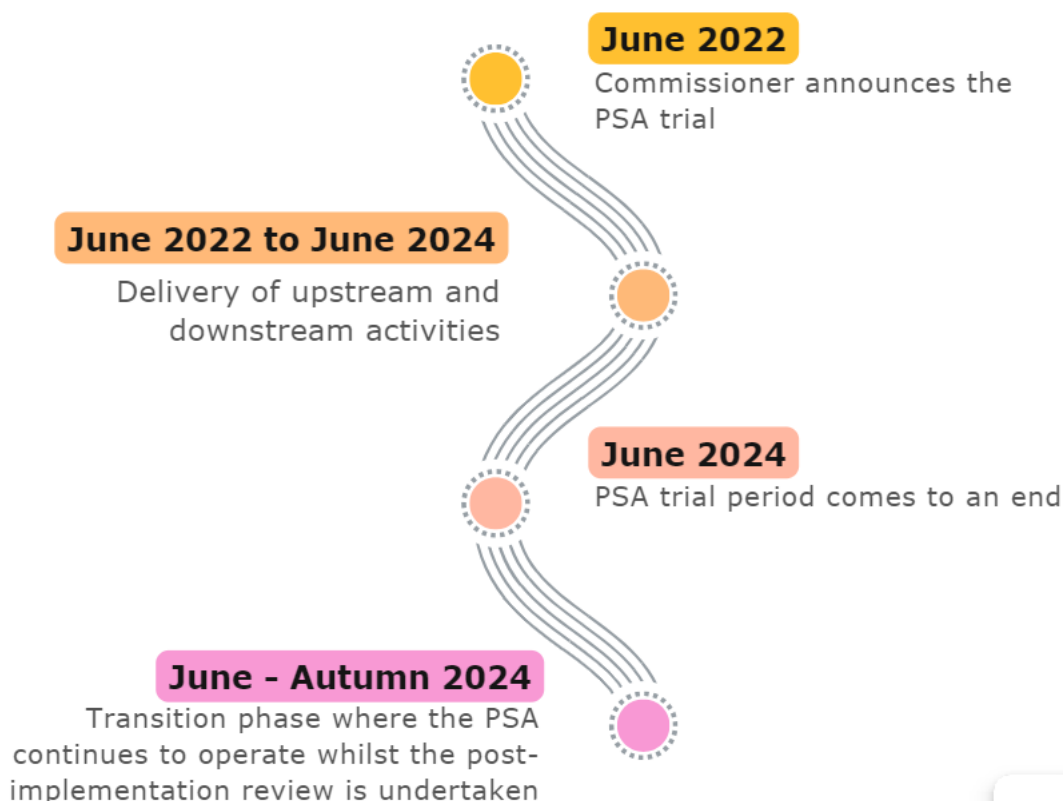 June 2022
Commissioner announces the
PSA trial
June 2022 to June 2024
Delivery of upstream and
downstream activities
June 2024
PSA trial period comes to an end
June - Autumn 2024
Transition phase where the PSA
continues to operate whilst the post-
implementation review is undertaken